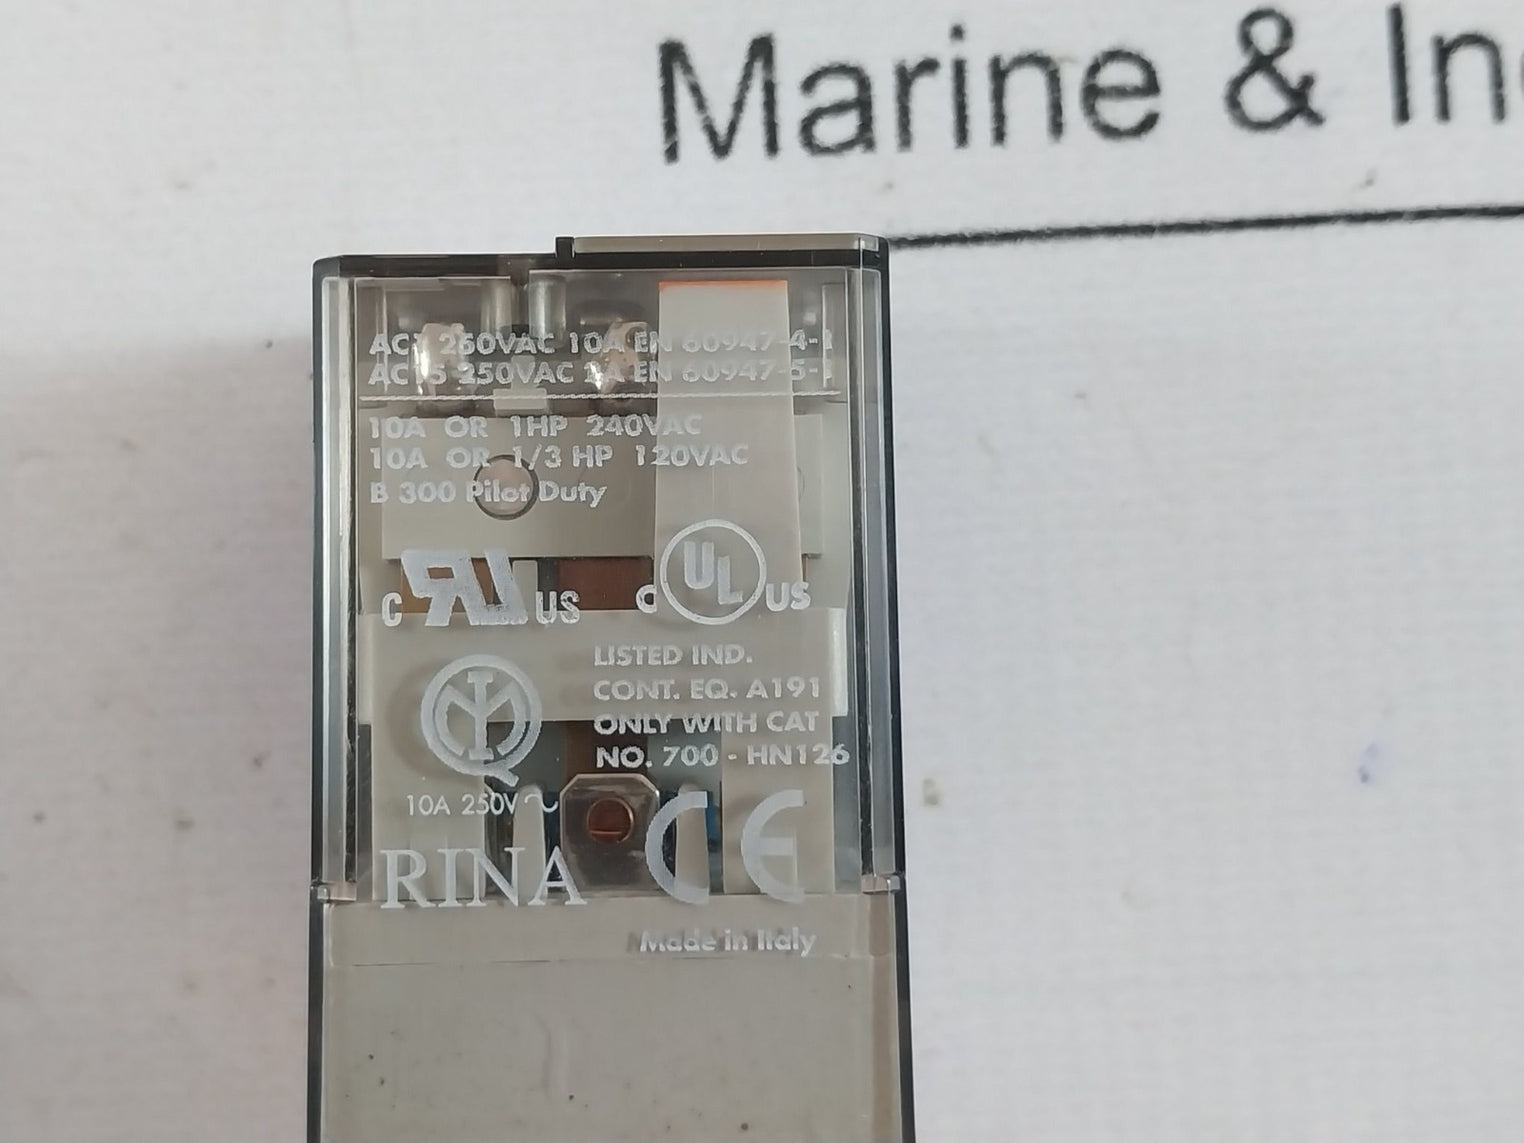 Marine & In
AC1 250VAC 10A EN 60947-4-1
AC15 250VAC A EN 60947-5-1
10A OR 1HP 240VAC
10A OR 1/3 HP 120VAC
B 300 Pilot Duty
C RU US
C UL US
LISTED IND.
CONT. EQ. A191
ONLY WITH CAT
NO. 700 - HN126
10A 250V~
RINA CE
Made in Italy